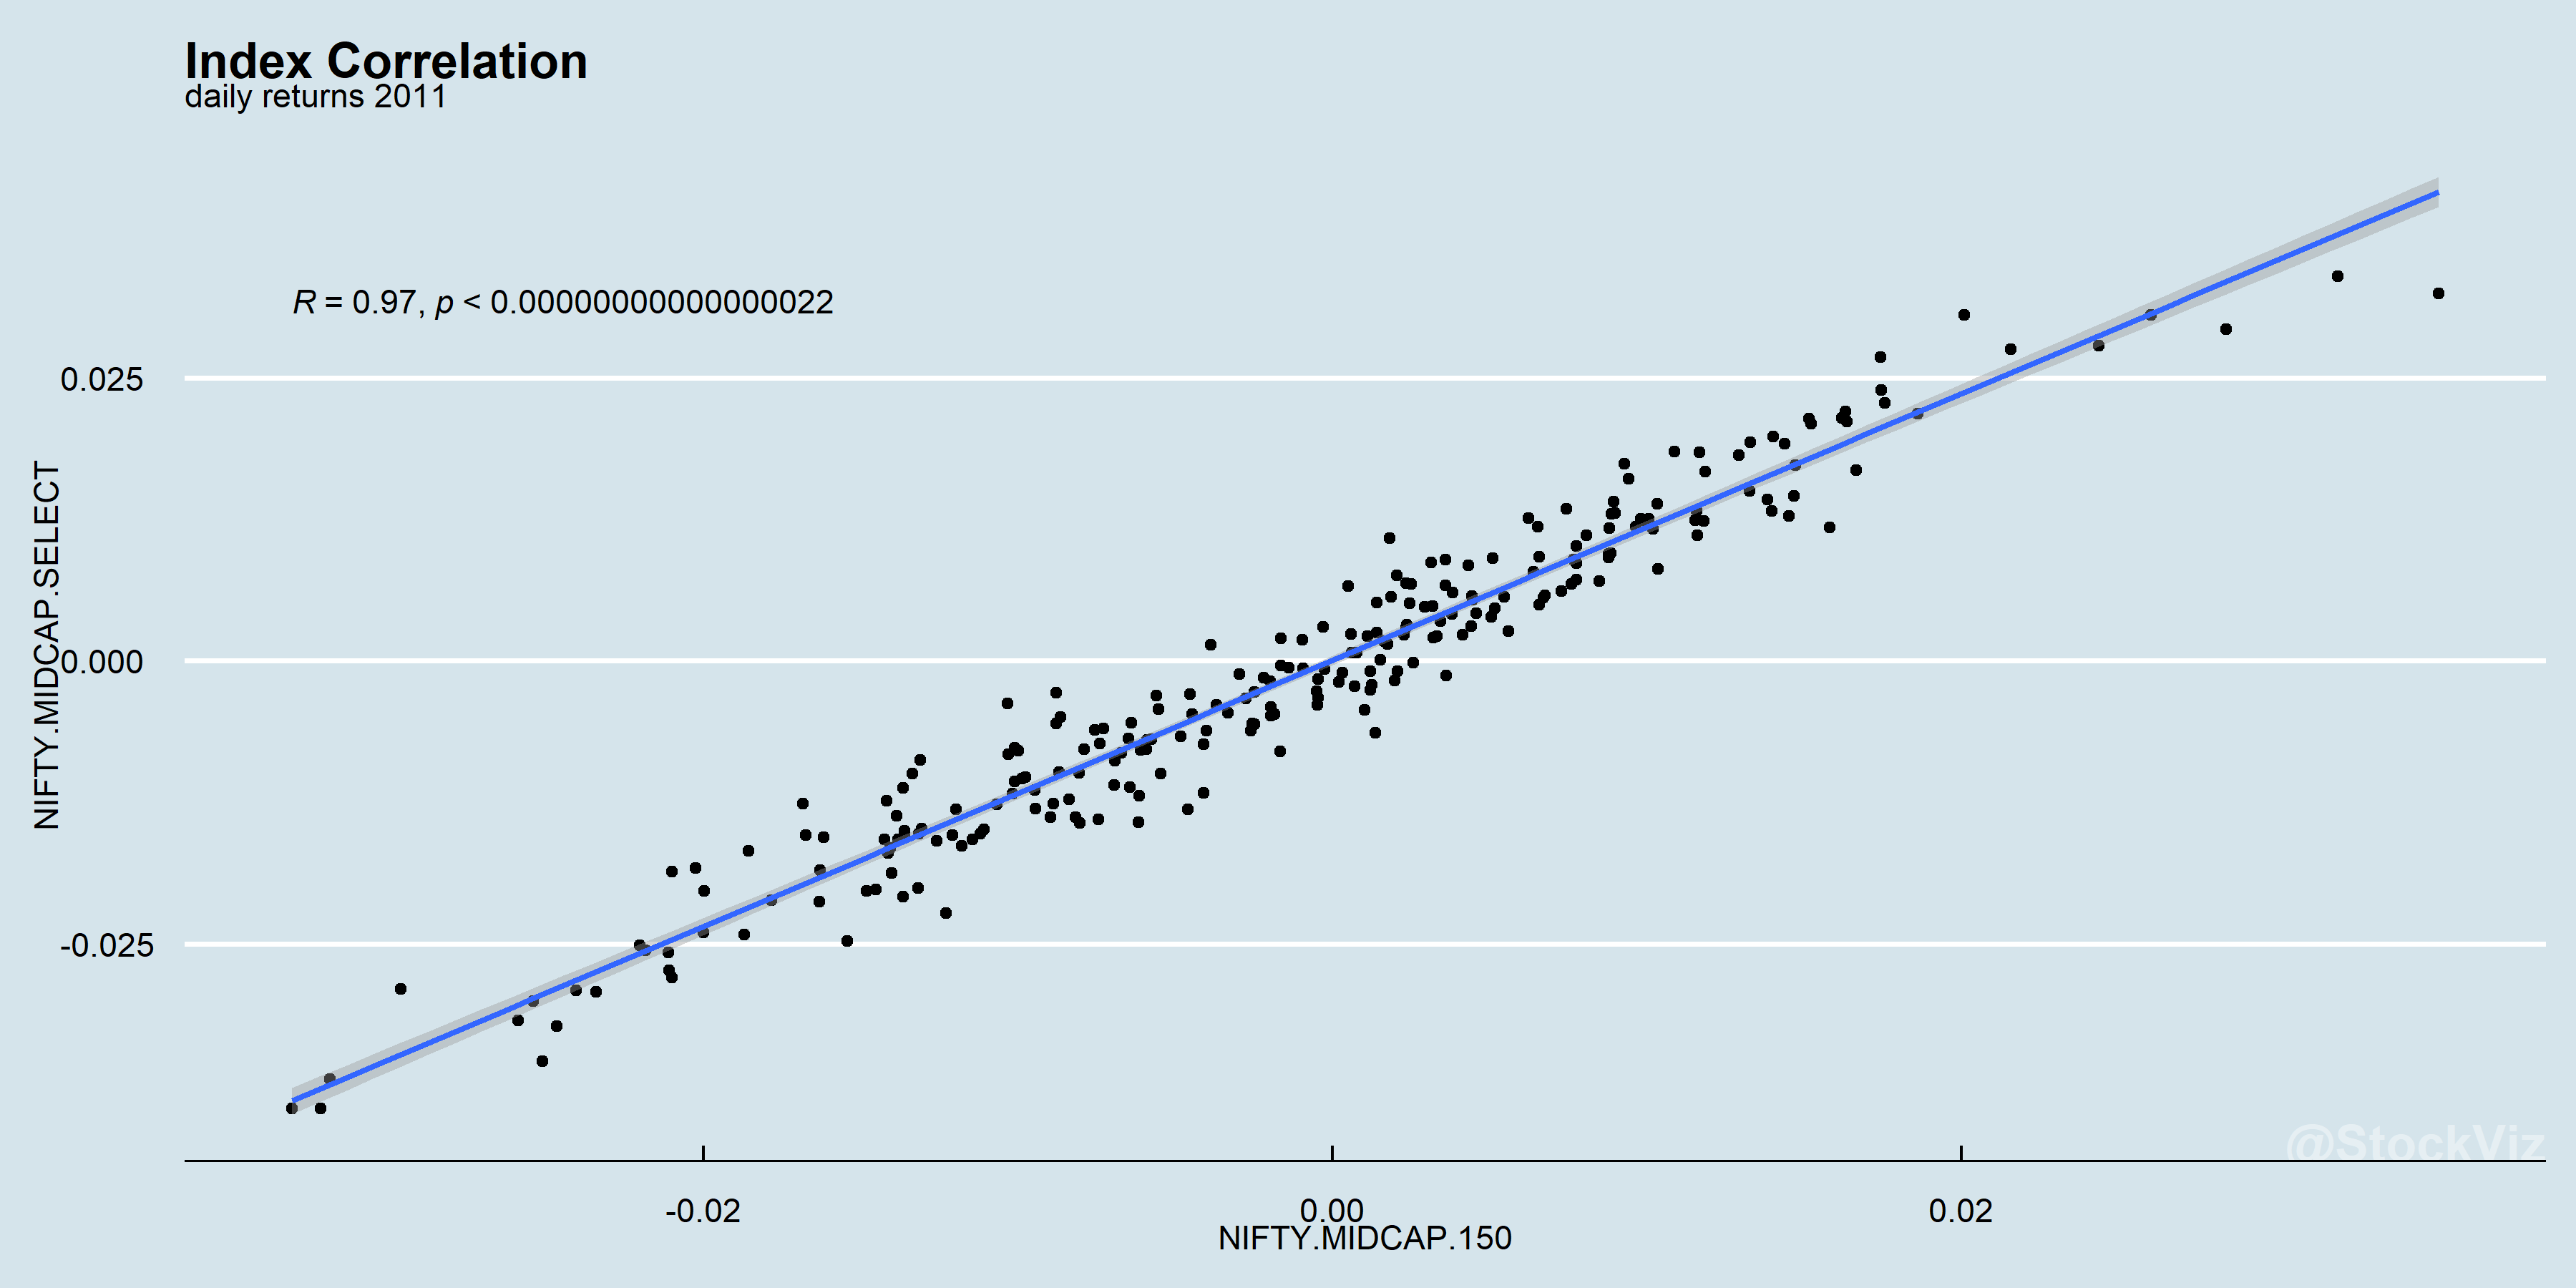 Index Correlation
daily returns 2011
R = 0.97, p < 0.00000000000000022
0.025
0.000
-0.025
NIFTY.MIDCAP.SELECT
@StockViz
-0.02
0.00
0.02
NIFTY.MIDCAP.150